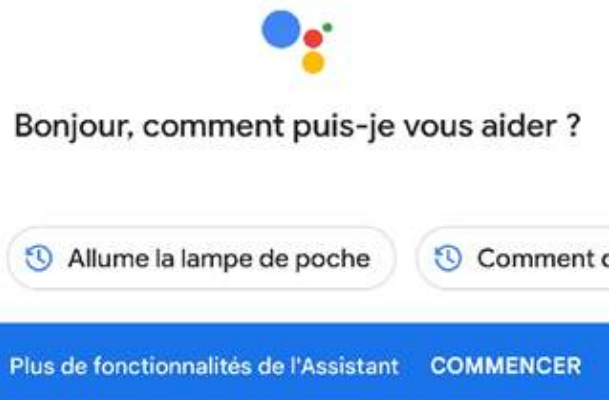 Bonjour, comment puis-je vous aider ?
Allume la lampe de poche
Comment
Plus de fonctionnalités de l'Assistant COMMENCER